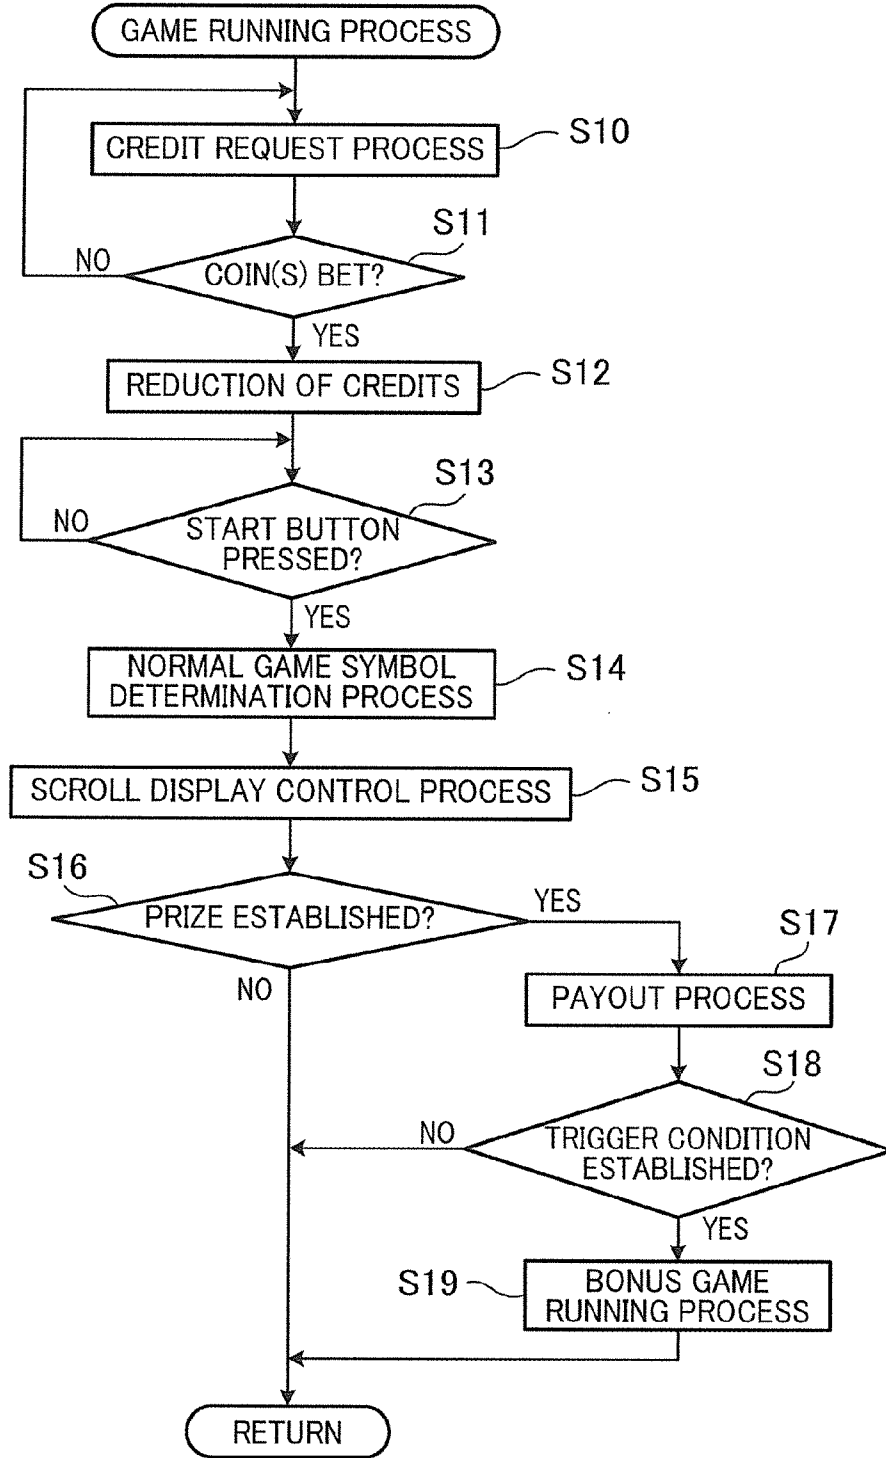 GAME RUNNING PROCESS
CREDIT REQUEST PROCESS
S10
S11
NO
COIN(S) BET?
YES
REDUCTION OF CREDITS
S12
S13
NO
START BUTTON
PRESSED?
YES
NORMAL GAME SYMBOL
DETERMINATION PROCESS
S14
SCROLL DISPLAY CONTROL PROCESS
S15
S16
PRIZE ESTABLISHED?
YES
NO
S17
PAYOUT PROCESS
S18
NO
TRIGGER CONDITION
ESTABLISHED?
YES
S19
BONUS GAME
RUNNING PROCESS
RETURN